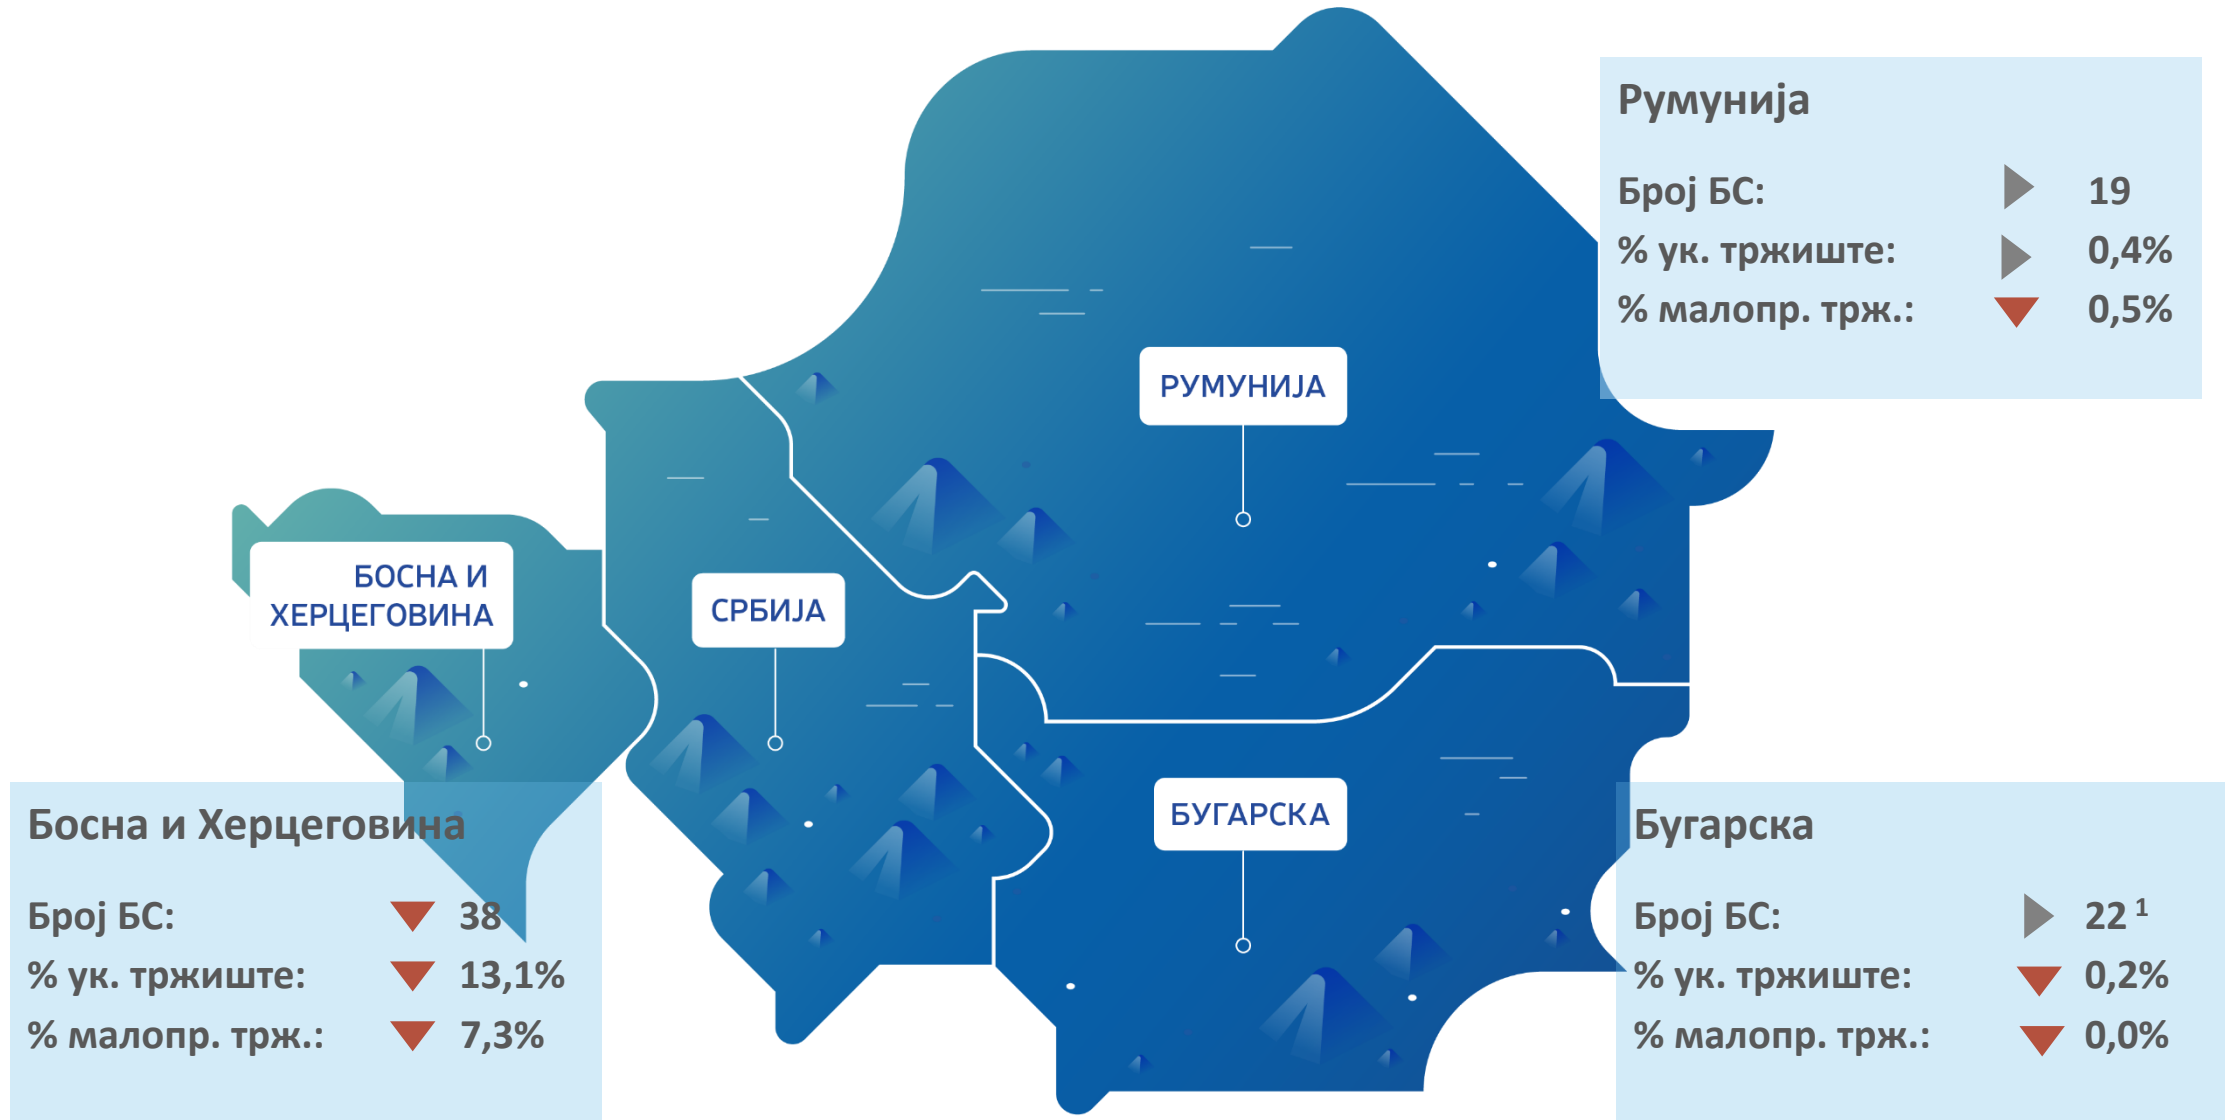 Румунија
Број БС: 19
% ук. тржиште: 0,4%
% малопр. трж.: 0,5%
РУМУНИЈА
БОСНА И
ХЕРЦЕГОВИНА
СРБИЈА
БУГАРСКА
Босна и Херцеговина
Број БС: 38
% ук. тржиште: 13,1%
% малопр. трж.: 7,3%
Бугарска
Број БС: 22 ¹
% ук. тржиште: 0,2%
% малопр. трж.: 0,0%